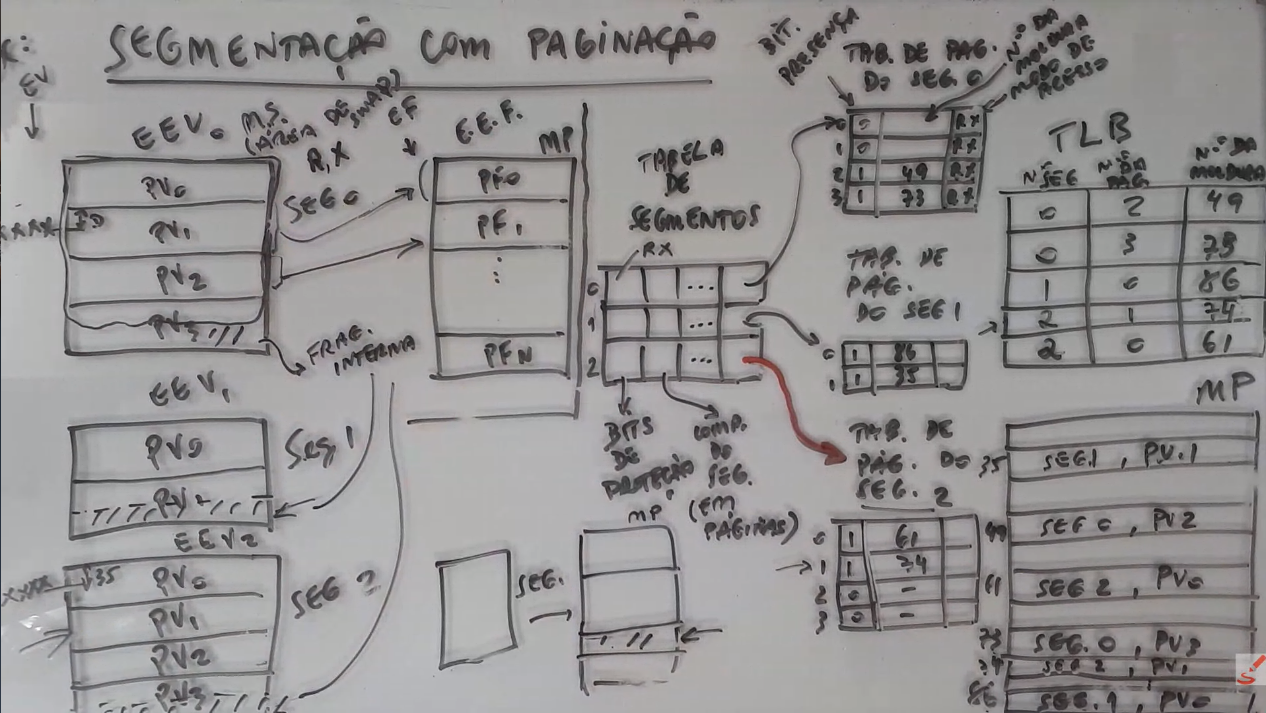 SEGMENTAÇÃO COM PAGINAÇÃO
EV
EEV0
M.S.
(ÁREA DE SWAP)
R,X
SEG 0
PV0
PV1
PV2
PV3
FRAG.
INTERNA
EEV1
PV0
SEG 1
EEV2
PV0
PV1
PV2
PV3
SEG 2
XXXX
35
EF
E.E.F.
MP
PF0
PF1
⋮
PFN
TABELA
DE
SEGMENTOS
RX
0 ...
1 ...
2 ...
BITS
DE
PROTEÇÃO
COMP.
DO
SEG.
(EM
PÁGINAS)
SEG.
MP
BIT.
PRESENÇA
TAB. DE PAG.
DO SEG 0
Nº DA
MOLDURA
MODO DE
ACESSO
0 0 RX
1 0 RX
2 1 49 RX
3 1 73 RX
TAB. DE
PÁG.
DO SEG 1
0 1 86
1 1 35
TAB. DE
PÁG. DO
SEG. 2
0 1 61
1 1 74
2 0 -
3 0 -
TLB
Nº SEG
Nº DA
PAG.
Nº DA
MOLDURA
0 2 49
0 3 73
1 0 86
2 1 74
2 0 61
MP
35 SEG.1, PV.1
49 SEG 0, PV2
61 SEG 2, PV0
73 SEG.0, PV3
74 SEG 2, PV1
86 SEG.1, PV0